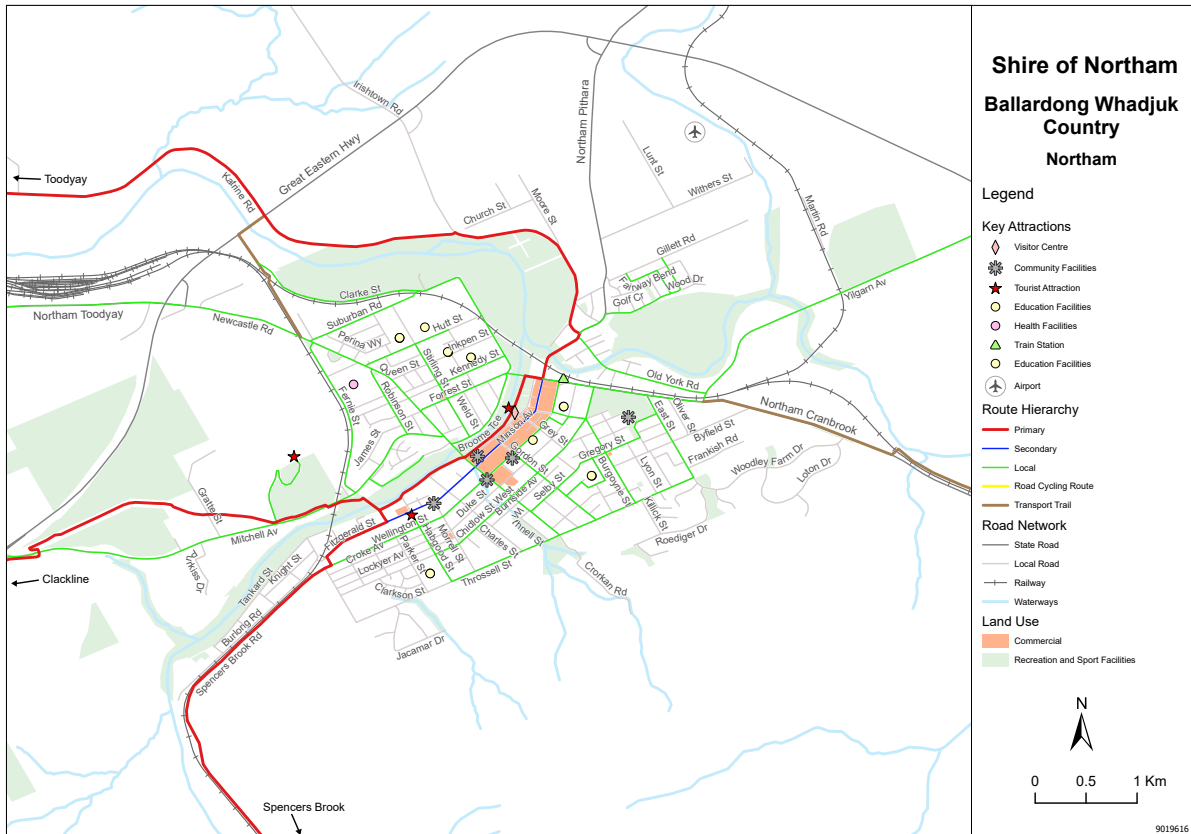 Shire of Northam
Ballardong Whadjuk
Country
Northam
Legend
Key Attractions
Visitor Centre
Community Facilities
Tourist Attraction
Education Facilities
Health Facilities
Train Station
Education Facilities
Airport
Route Hierarchy
Primary
Secondary
Local
Road Cycling Route
Transport Trail
Road Network
State Road
Local Road
Railway
Waterways
Land Use
Commercial
Recreation and Sport Facilities
N
0 0.5 1 Km
9019616
Irishtown Rd
Northam Pithara
Great Eastern Hwy
Toodyay
Katrine Rd
Lunt St
Withers St
Church St
Moore St
Martin Rd
Gillett Rd
Fairway Bend
Wood Dr
Golf Cr
Yilgarn Av
Clarke St
Suburban Rd
Northam Toodyay
Newcastle Rd
Perina Wy
Hutt St
Inkpen St
Queen St
Stirling St
Kennedy St
Forrest St
Old York Rd
Fernie St
Robinson St
Weld St
Northam Cranbrook
James St
Broome Tce
Minson Av
Grey St
East St
Oliver St
Byfield St
Gordon St
Gregory St
Frankish Rd
Lyon St
Burgoyne St
Woodley Farm Dr
Loton Dr
Selby St
Burnside Av
Chidlow St West
Duke St
Killick St
Roediger Dr
Gratte St
Mitchell Av
Fitzgerald St
Wellington St
Charles St
Morrell St
Habgood St
Parker St
Croke Av
Lockyer Av
Throssell St
Clarkson St
Knight St
Tankard St
Crorkan Rd
Clackline
Burlong Rd
Spencers Brook Rd
Jacamar Dr
Spencers Brook